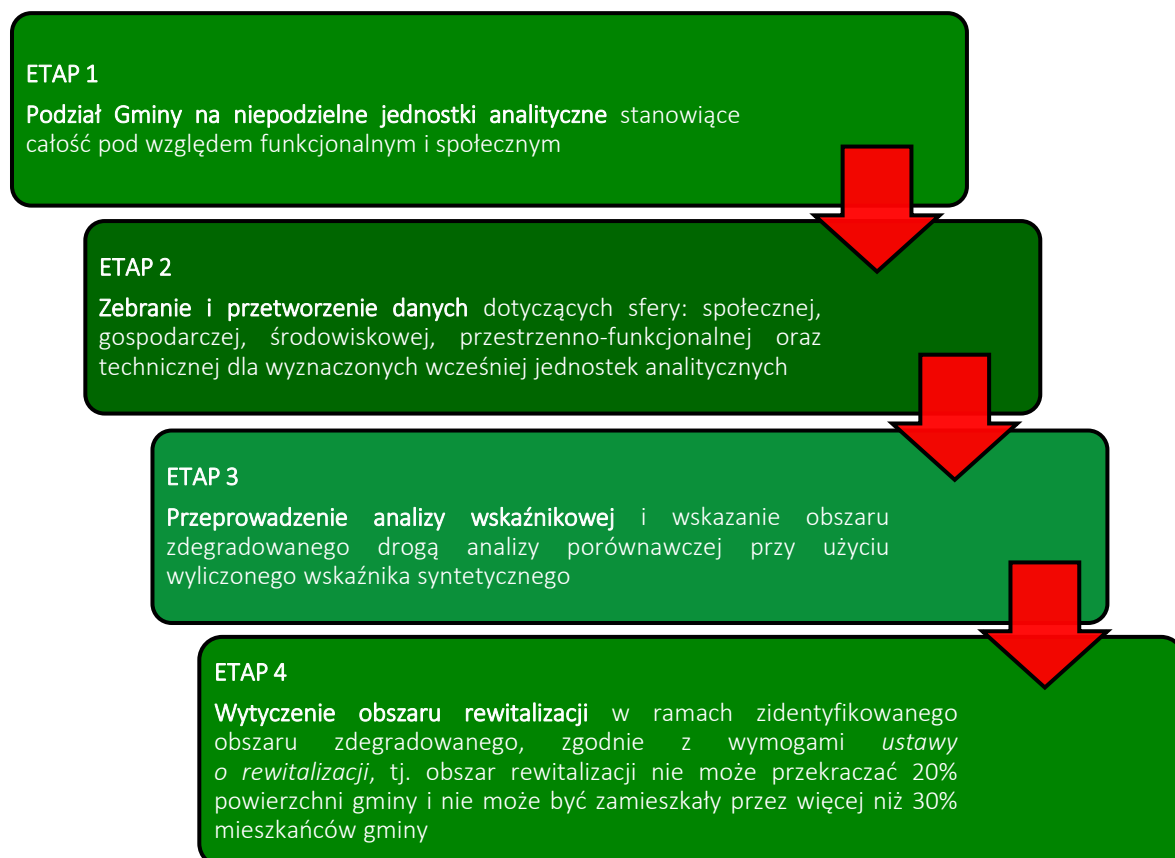 ETAP 1
Podział Gminy na niepodzielne jednostki analityczne stanowiące
całość pod względem funkcjonalnym i społecznym
ETAP 2
Zebranie i przetworzenie danych dotyczących sfery: społecznej,
gospodarczej, środowiskowej, przestrzenno-funkcjonalnej oraz
technicznej dla wyznaczonych wcześniej jednostek analitycznych
ETAP 3
Przeprowadzenie analizy wskaźnikowej i wskazanie obszaru
zdegradowanego drogą analizy porównawczej przy użyciu
wyliczonego wskaźnika syntetycznego
ETAP 4
Wytyczenie obszaru rewitalizacji w ramach zidentyfikowanego
obszaru zdegradowanego, zgodnie z wymogami ustawy
o rewitalizacji, tj. obszar rewitalizacji nie może przekraczać 20%
powierzchni gminy i nie może być zamieszkały przez więcej niż 30%
mieszkańców gminy